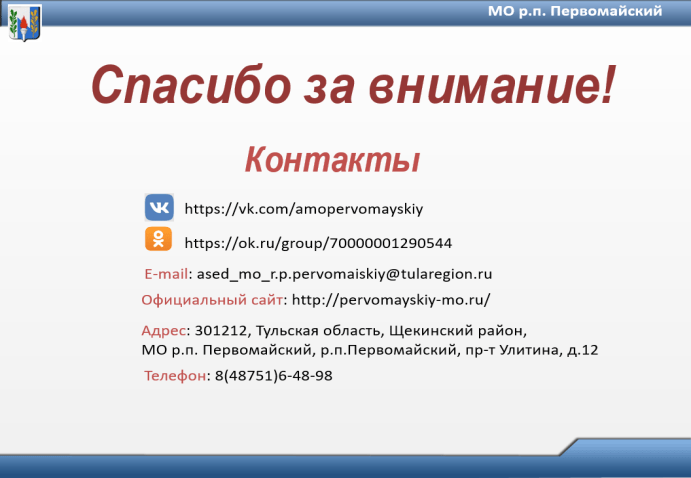 МО р.п. Первомайский
Спасибо за внимание!
Контакты
https://vk.com/amopervomayskiy
https://ok.ru/group/70000001290544
E-mail: ased_mo_r.p.pervomaiskiy@tularegion.ru
Официальный сайт: http://pervomayskiy-mo.ru/
Адрес: 301212, Тульская область, Щекинский район,
МО р.п. Первомайский, р.п.Первомайский, пр-т Улитина, д.12
Телефон: 8(48751)6-48-98